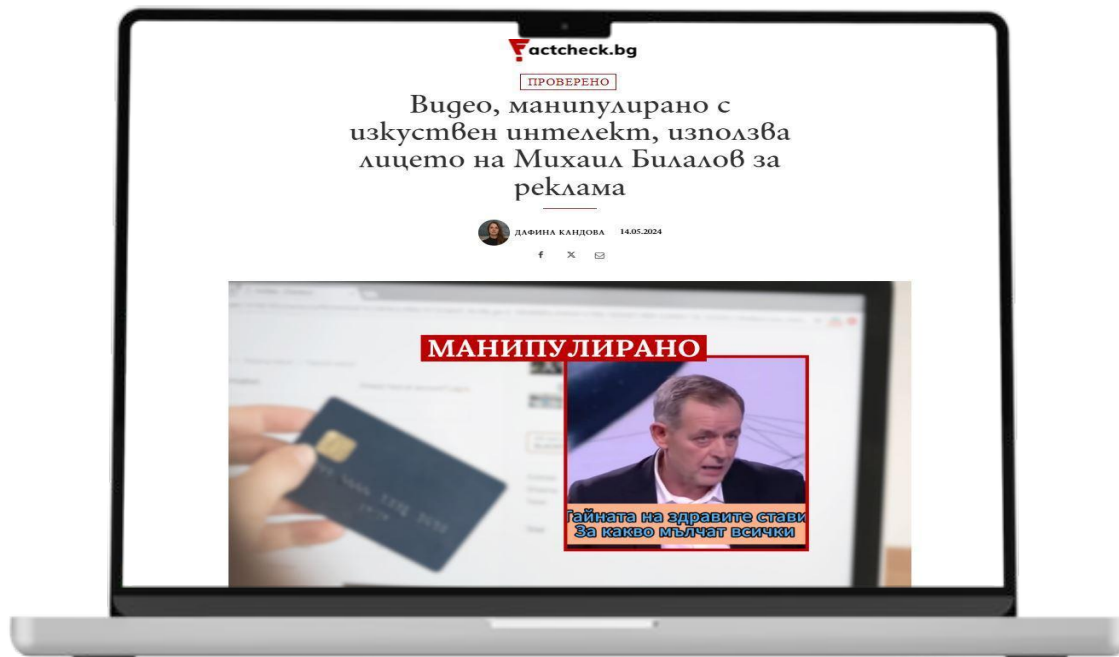 Factcheck.bg
ПРОВЕРЕНО
Видео, манипулирано с
изкуствен интелект, използва
лицето на Михаил Билалов за
реклама
ДАФИНА КАНДОВА 14.05.2024
МАНИПУЛИРАНО
Тайната на здравите стави
За какво мълчат всички